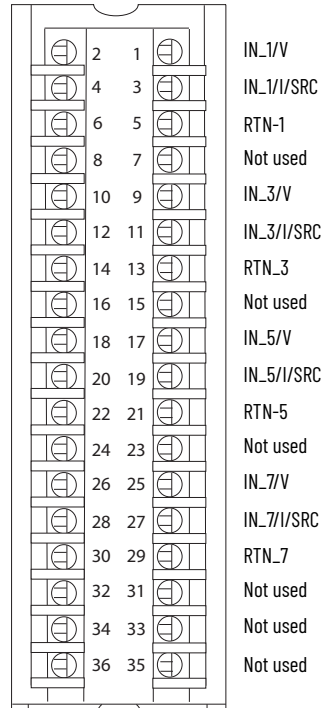 2 1 IN_1/V
4 3 IN_1/I/SRC
6 5 RTN-1
8 7 Not used
10 9 IN_3/V
12 11 IN_3/I/SRC
14 13 RTN_3
16 15 Not used
18 17 IN_5/V
20 19 IN_5/I/SRC
22 21 RTN-5
24 23 Not used
26 25 IN_7/V
28 27 IN_7/I/SRC
30 29 RTN_7
32 31 Not used
34 33 Not used
36 35 Not used